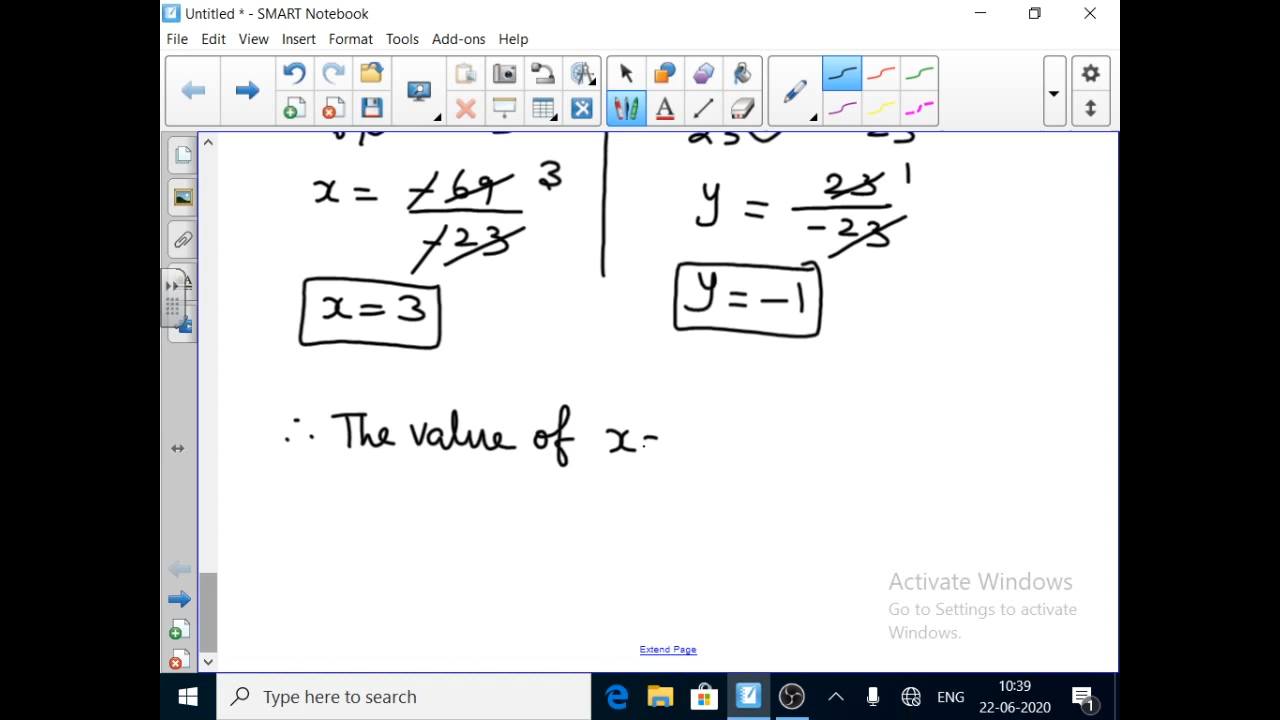 Untitled * - SMART Notebook
File Edit View Insert Format Tools Add-ons Help
x = -69 3
-23
y = 23 1
-23
x = 3
y = -1
∴ The value of x =
Activate Windows
Go to Settings to activate
Windows.
Extend Page
Type here to search
ENG
10:39
22-06-2020
1